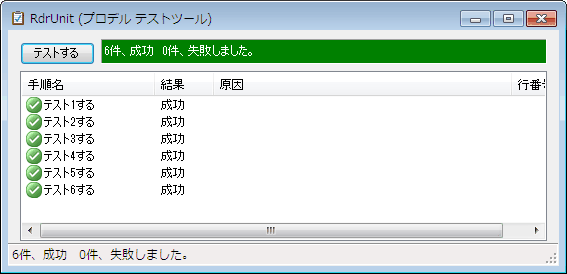 RdrUnit (プロデル テストツール)
テストする
6件、成功 0件、失敗しました。
手順名 結果 原因 行番号
テスト1する 成功
テスト2する 成功
テスト3する 成功
テスト4する 成功
テスト5する 成功
テスト6する 成功
6件、成功 0件、失敗しました。